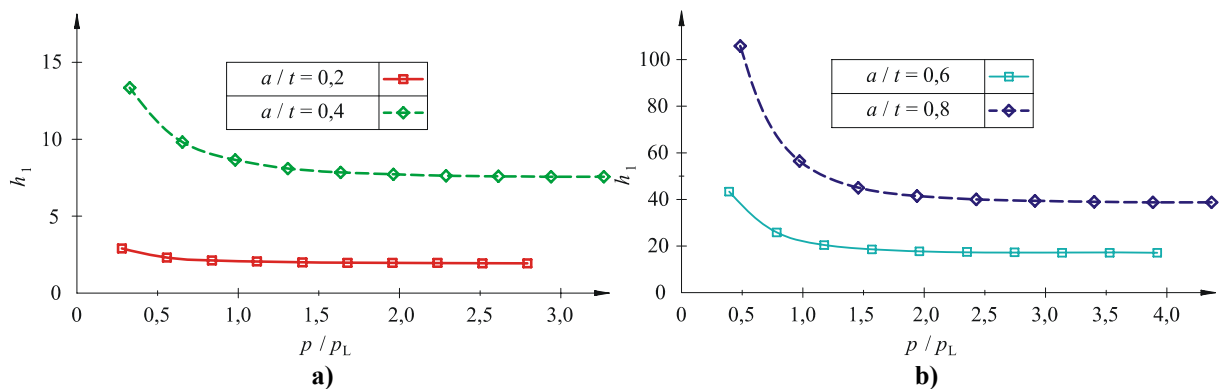 15
10
5
0
h₁
a / t = 0,2
a / t = 0,4
0 0,5 1,0 1,5 2,0 2,5 3,0
p / p_L
a)
100
80
60
40
20
0
h₁
a / t = 0,6
a / t = 0,8
0 0,5 1,0 1,5 2,0 2,5 3,0 3,5 4,0
p / p_L
b)